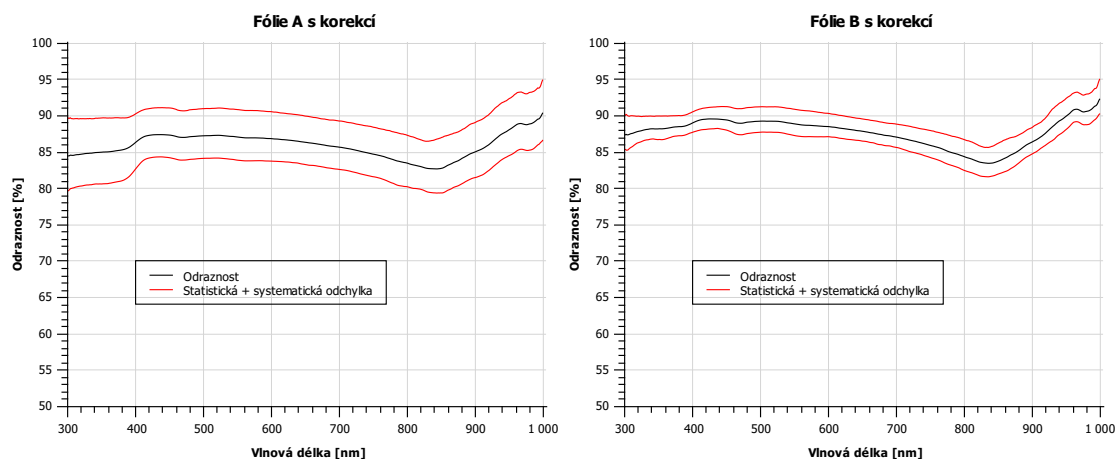 Fólie A s korekcí
100
95
90
85
80
75
70
65
60
55
50
Odraznost [%]
Odraznost
Statistická + systematická odchylka
300 400 500 600 700 800 900 1 000
Vlnová délka [nm]
Fólie B s korekcí
100
95
90
85
80
75
70
65
60
55
50
Odraznost [%]
Odraznost
Statistická + systematická odchylka
300 400 500 600 700 800 900 1 000
Vlnová délka [nm]